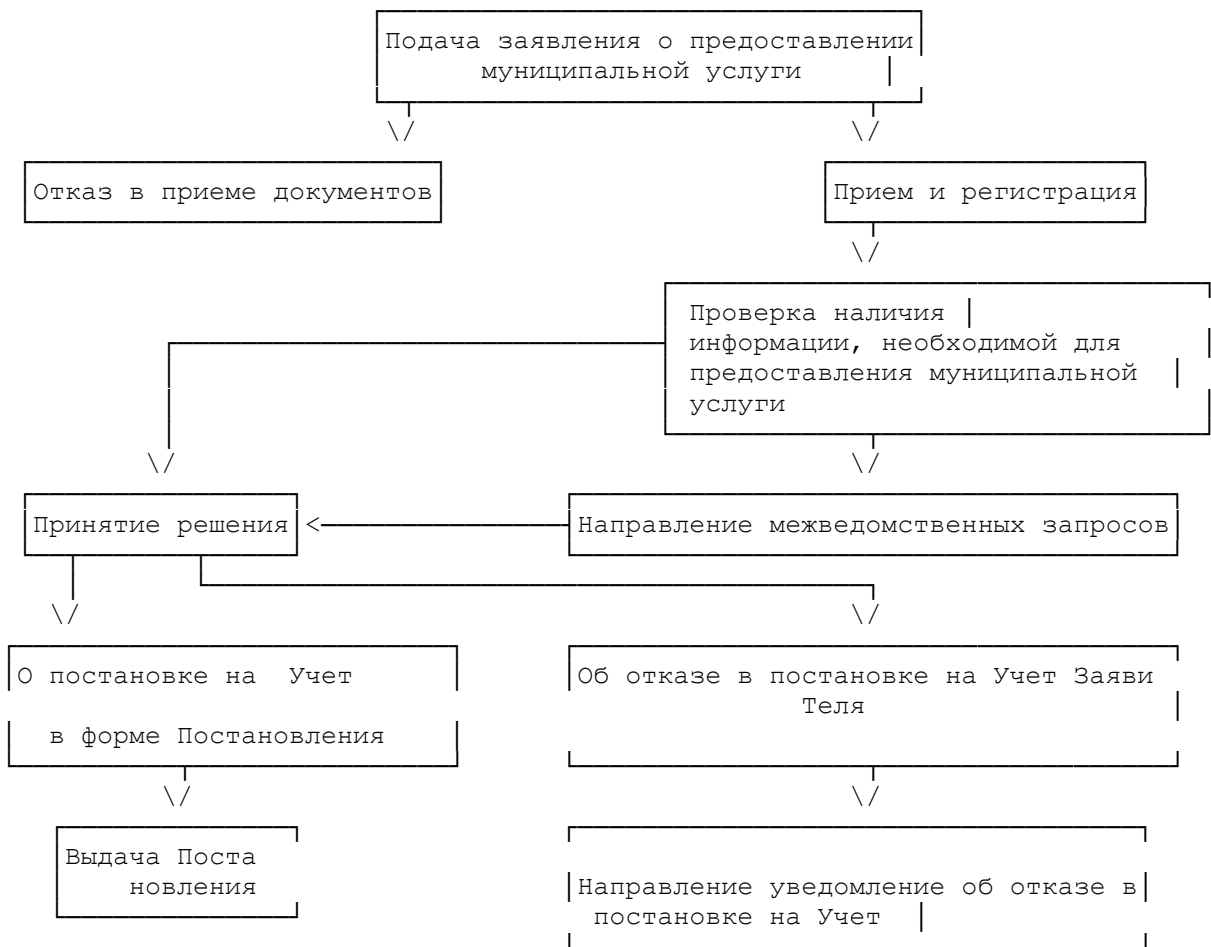 Подача заявления о предоставлении
муниципальной услуги
Отказ в приеме документов
Прием и регистрация
Проверка наличия
информации, необходимой для
предоставления муниципальной
услуги
Принятие решения
Направление межведомственных запросов
О постановке на Учет
в форме Постановления
Об отказе в постановке на Учет Заяви
Теля
Выдача Поста
новления
Направление уведомление об отказе в
постановке на Учет